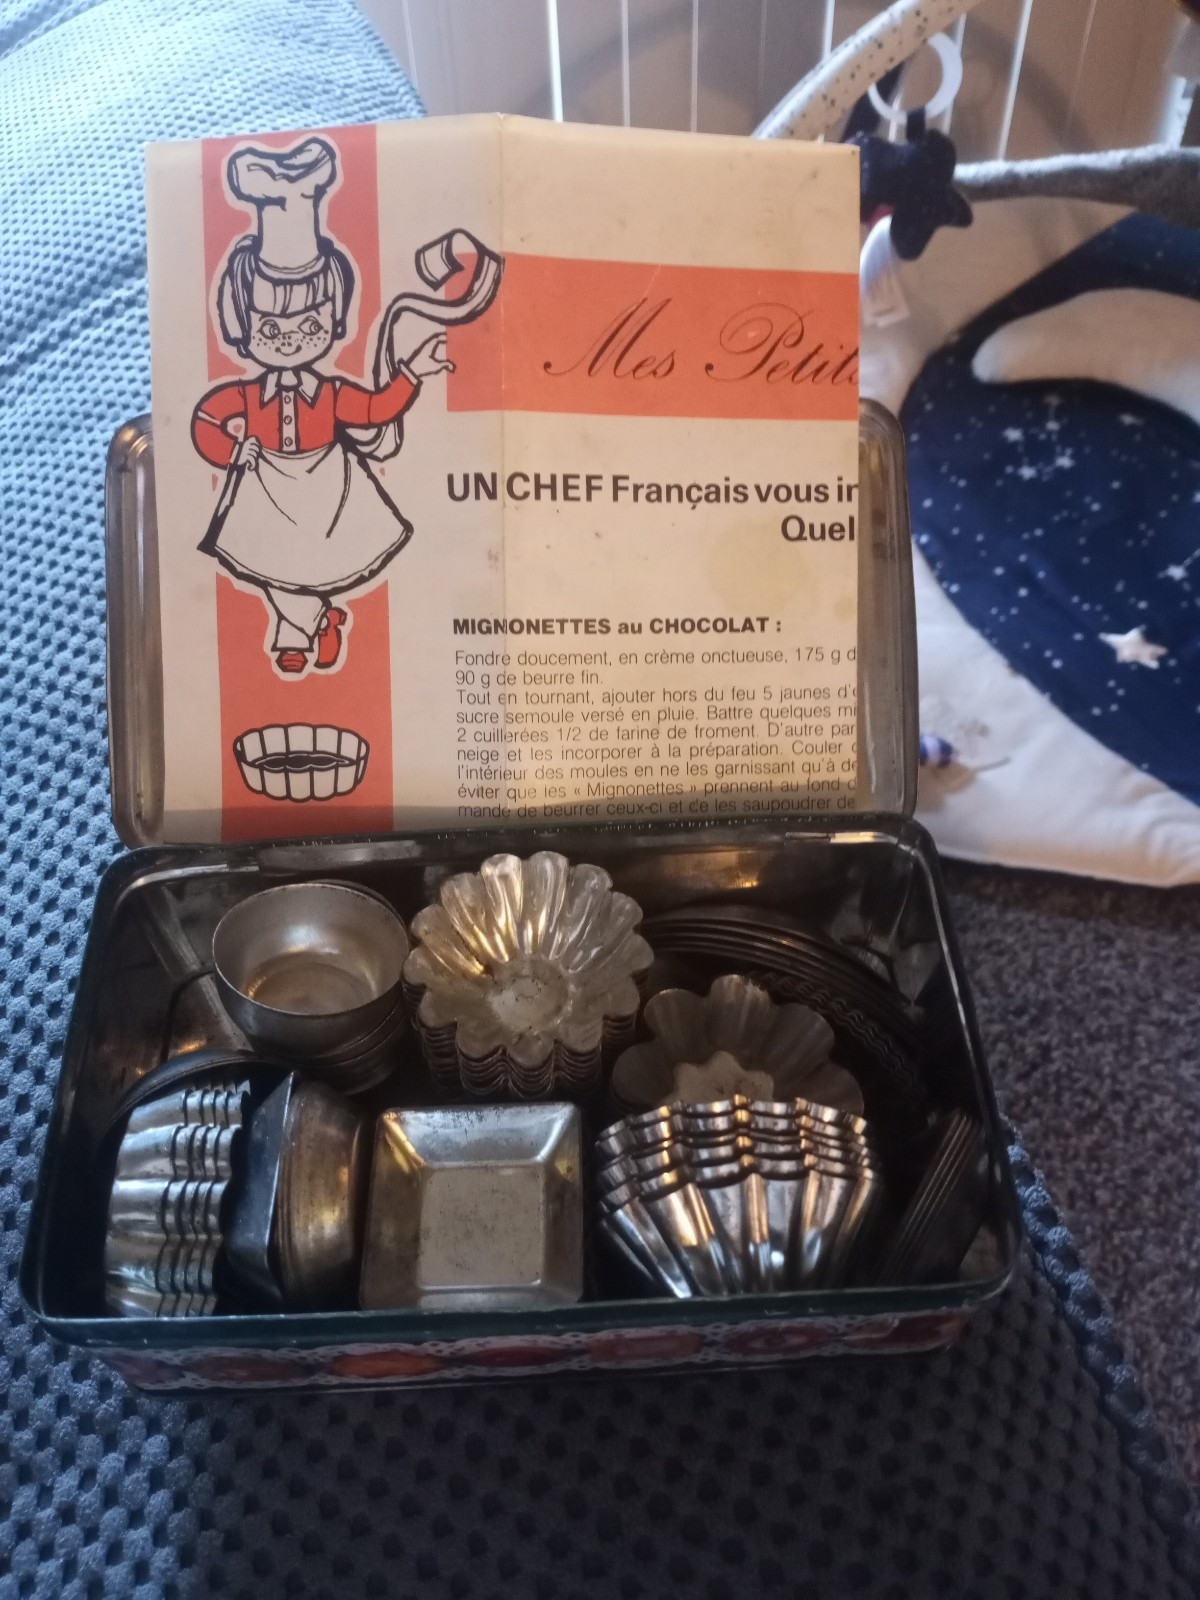 Mes Petits
UN CHEF Français vous in
Quel
MIGNONETTES au CHOCOLAT :
Fondre doucement, en crème onctueuse, 175 g d
90 g de beurre fin.
Tout en tournant, ajouter hors du feu 5 jaunes d'
sucre semoule versé en pluie. Battre quelques mi
2 cuillerées 1/2 de farine de froment. D'autre par
neige et les incorporer à la préparation. Couler
l'intérieur des moules en ne les garnissant qu'à de
éviter que les « Mignonettes » prennent au fond
mande de beurrer ceux-ci et de les saupoudrer de